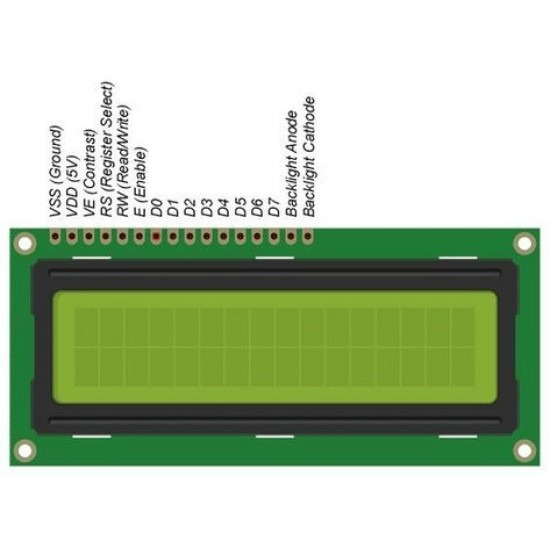 VSS (Ground)
VDD (5V)
VE (Contrast)
RS (Register Select)
RW (Read/Write)
E (Enable)
D0
D1
D2
D3
D4
D5
D6
D7
Backlight Anode
Backlight Cathode